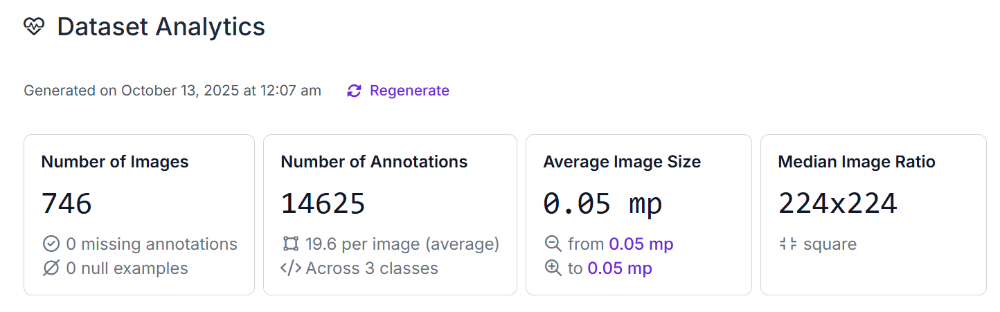 Dataset Analytics
Generated on October 13, 2025 at 12:07 am Regenerate
Number of Images
746
0 missing annotations
0 null examples
Number of Annotations
14625
19.6 per image (average)
Across 3 classes
Average Image Size
0.05 mp
from 0.05 mp
to 0.05 mp
Median Image Ratio
224x224
square